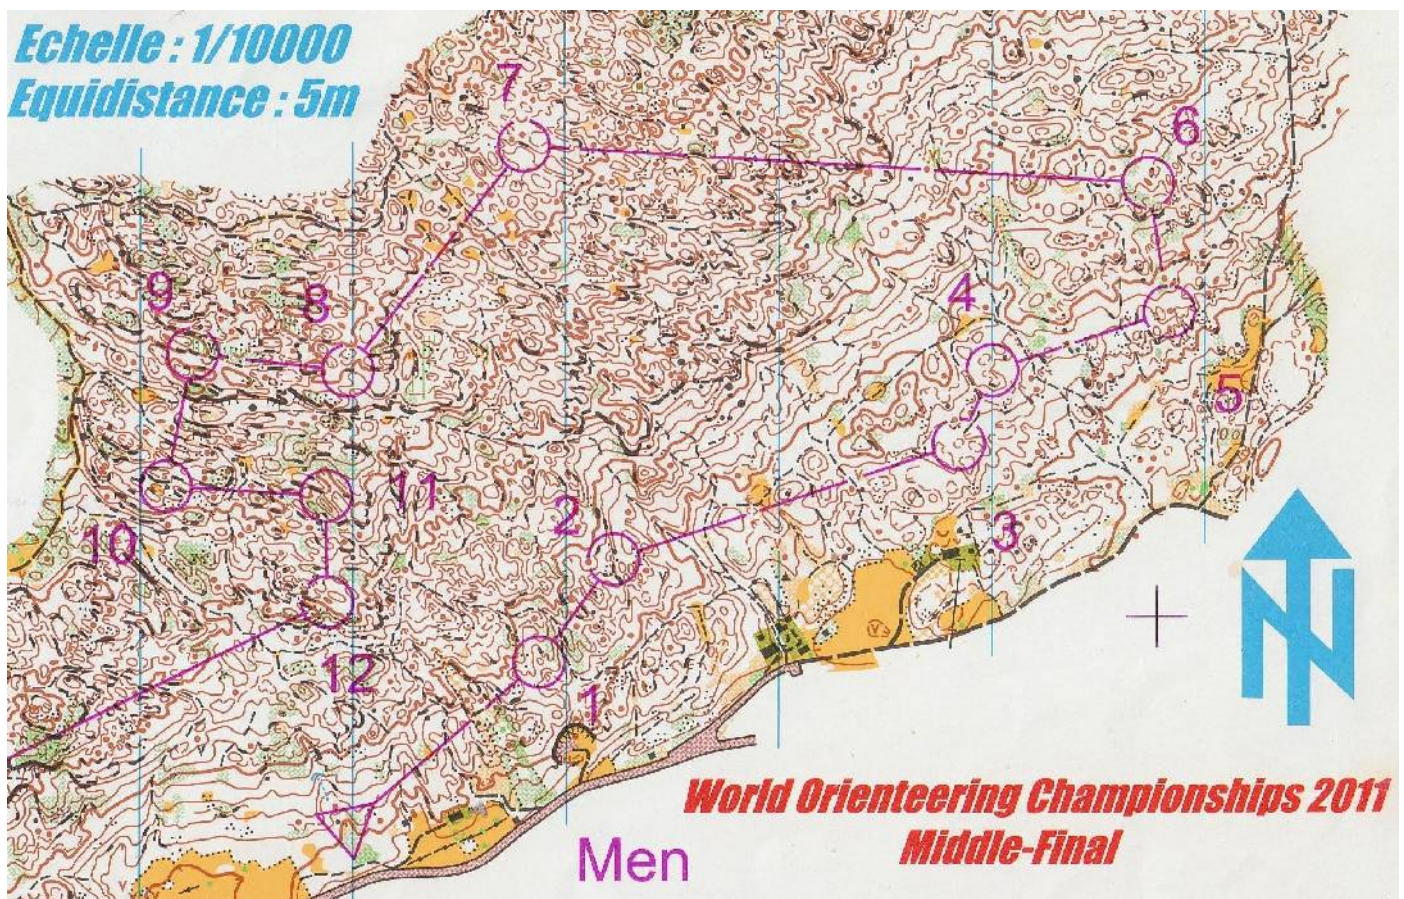 Echelle : 1/10000
Equidistance : 5m
7
6
9
8
4
5
11
2
10
3
12
1
N
World Orienteering Championships 2011
Middle-Final
Men